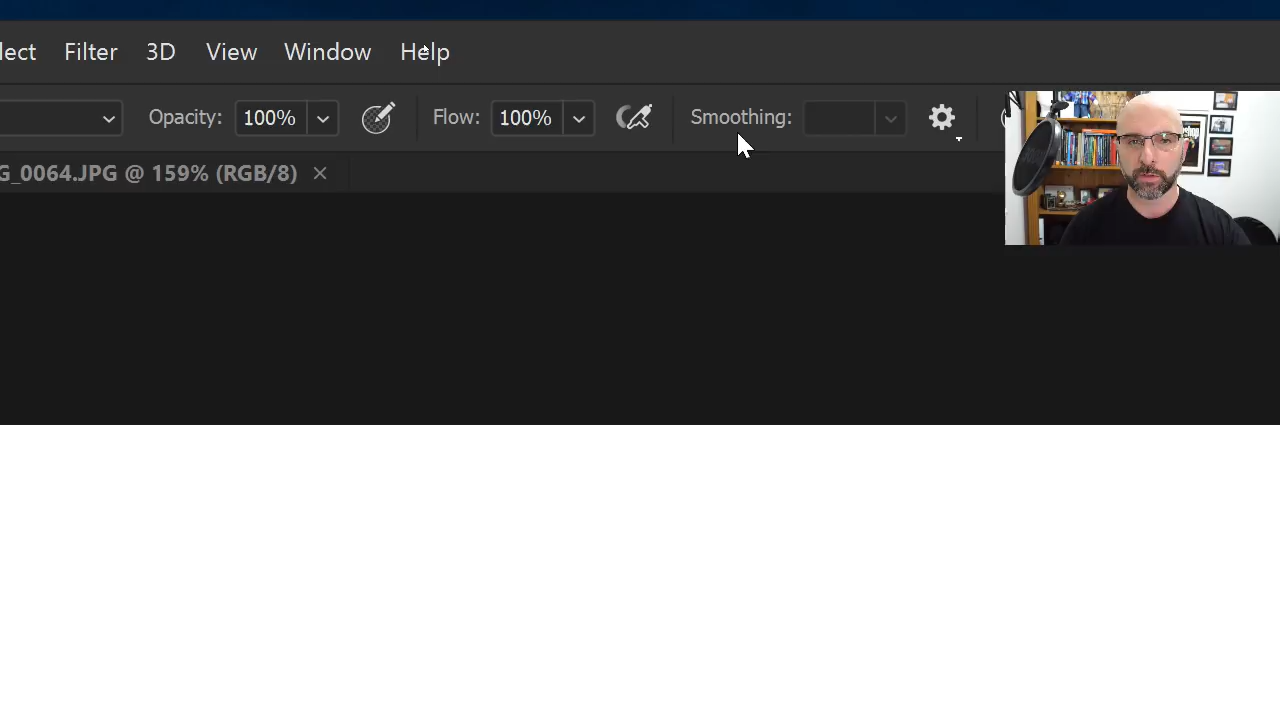 lect Filter 3D View Window Help
Opacity: 100% Flow: 100% Smoothing:
G_0064.JPG @ 159% (RGB/8) ×